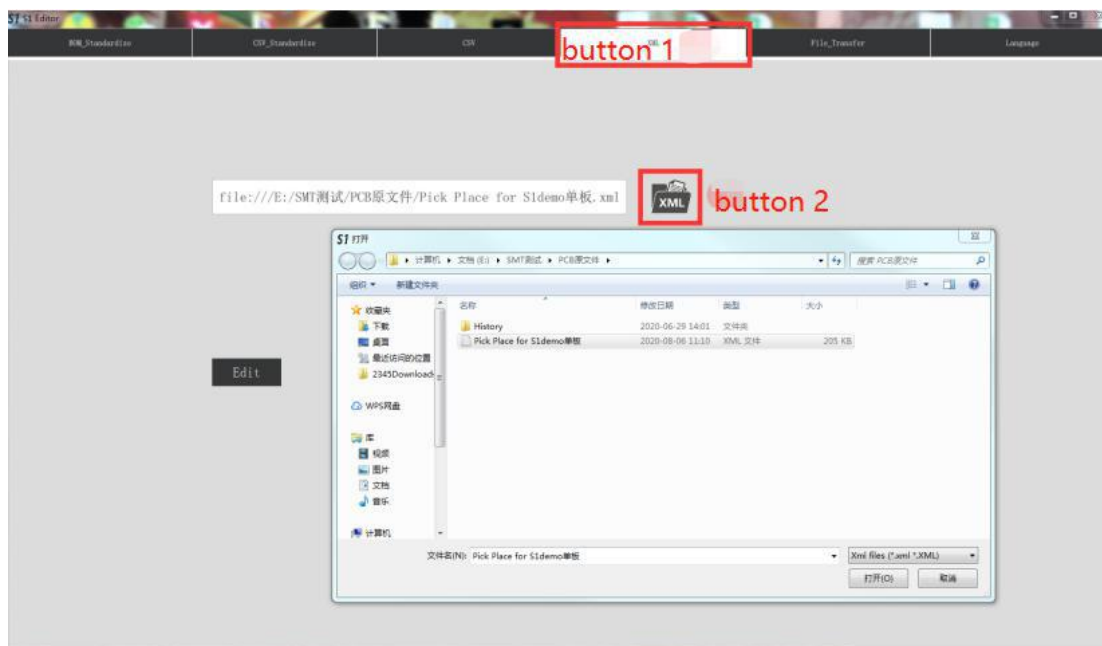 S1 S1 Editor
BOM_Standardize
CSV_Standardize
CSV
XML
File_Transfer
Language
button 1
file:///E:/SMT测试/PCB原文件/Pick Place for S1demo单板.xml
XML
button 2
S1 打开
计算机 ▸ 文档 (E:) ▸ SMT测试 ▸ PCB原文件 ▸
搜索 PCB原文件
组织 新建文件夹
收藏夹
下载
桌面
最近访问的位置
2345Download
WPS网盘
库
视频
图片
文档
音乐
计算机
名称 修改日期 类型 大小
History 2020-06-29 14:01 文件夹
Pick Place for S1demo单板 2020-08-06 11:10 XML 文件 205 KB
Edit
文件名(N): Pick Place for S1demo单板
Xml files (*.xml *.XML)
打开(O) 取消